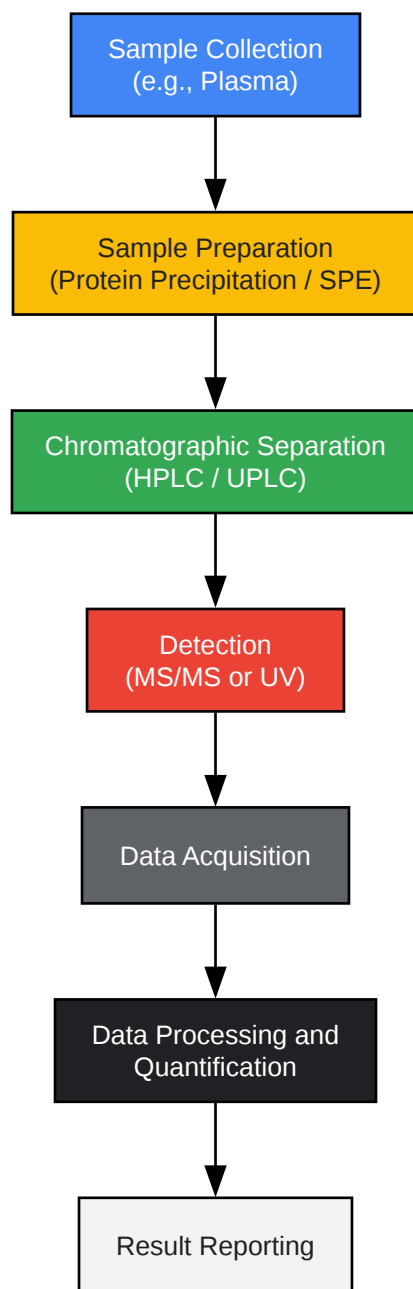 Sample Collection
(e.g., Plasma)
Sample Preparation
(Protein Precipitation / SPE)
Chromatographic Separation
(HPLC / UPLC)
Detection
(MS/MS or UV)
Data Acquisition
Data Processing and
Quantification
Result Reporting